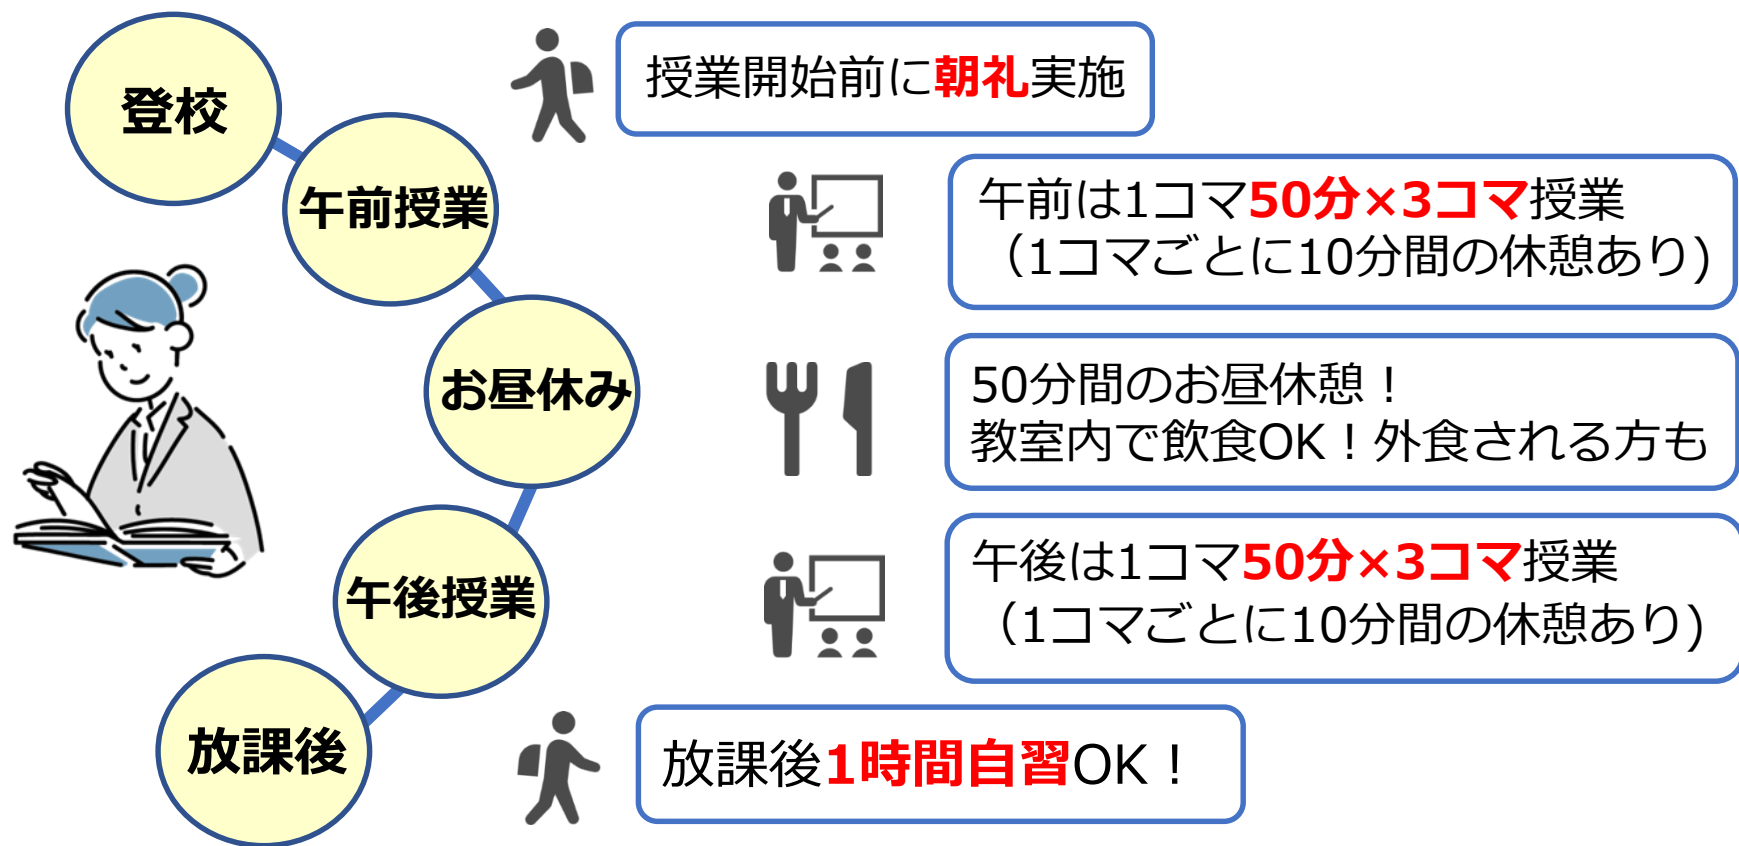 登校
授業開始前に朝礼実施
午前授業
午前は1コマ50分×3コマ授業
（1コマごとに10分間の休憩あり)
お昼休み
50分間のお昼休憩！
教室内で飲食OK！外食される方も
午後授業
午後は1コマ50分×3コマ授業
（1コマごとに10分間の休憩あり)
放課後
放課後1時間自習OK！